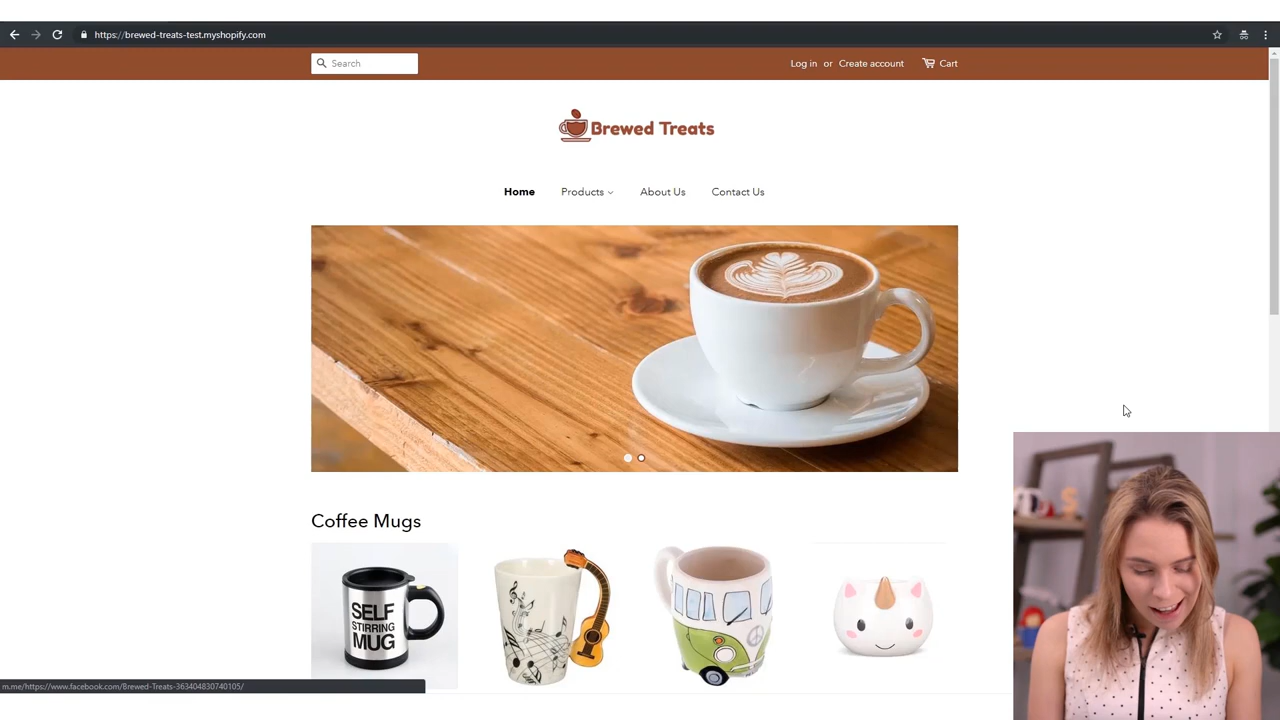 https://brewed-treats-test.myshopify.com
Search
Log in or Create account Cart
Brewed Treats
Home Products About Us Contact Us
Coffee Mugs
SELF
STIRRING
MUG
m.me/https://www.facebook.com/Brewed-Treats-363404830740105/